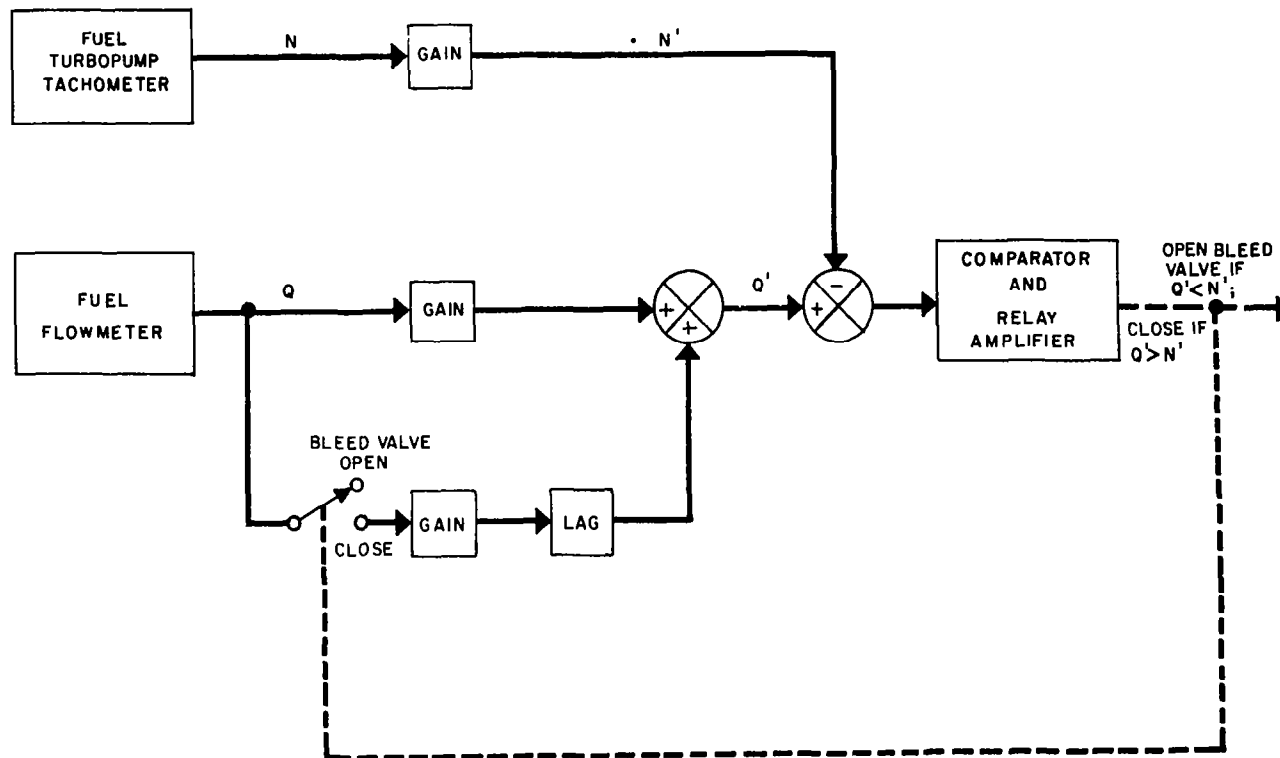 FUEL
TURBOPUMP
TACHOMETER
N
GAIN
N'
FUEL
FLOWMETER
Q
GAIN
+
+
Q'
+
−
COMPARATOR
AND
RELAY
AMPLIFIER
OPEN BLEED
VALVE IF
Q'<N';
CLOSE IF
Q'>N'
BLEED VALVE
OPEN
CLOSE
GAIN
LAG